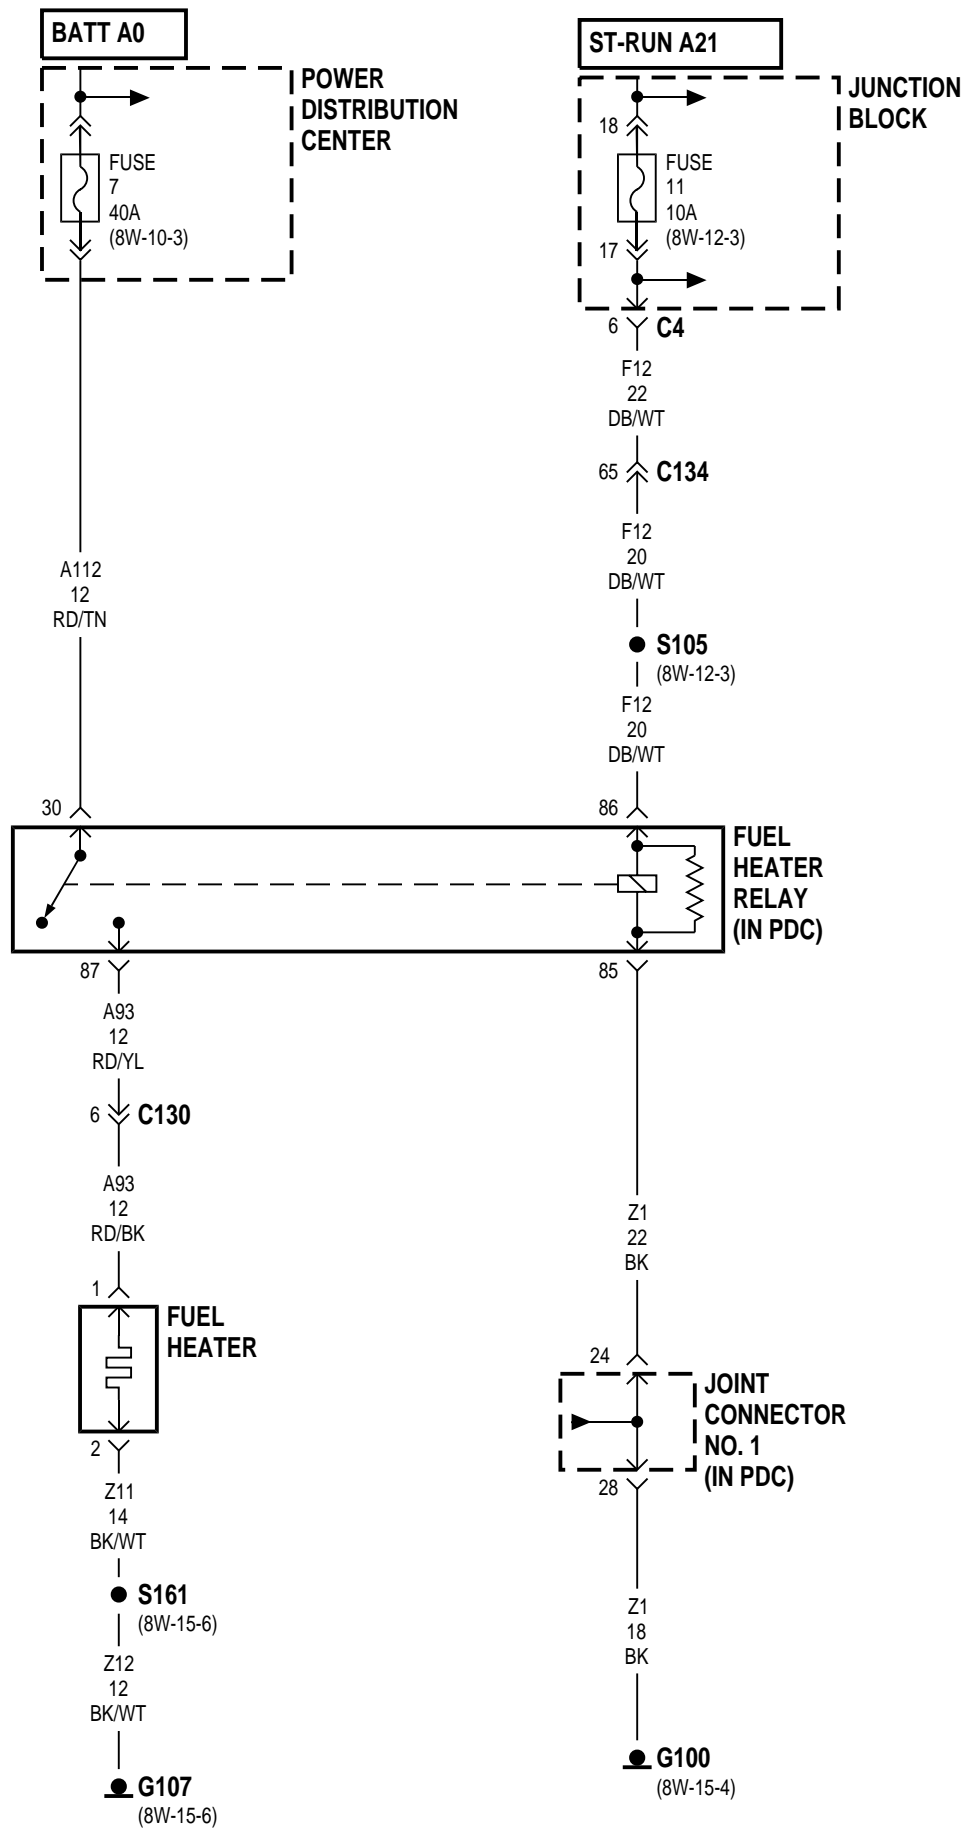 BATT A0
POWER
DISTRIBUTION
CENTER
FUSE
7
40A
(8W-10-3)
ST-RUN A21
JUNCTION
BLOCK
18
FUSE
11
10A
(8W-12-3)
17
6
C4
F12
22
DB/WT
65
C134
F12
20
DB/WT
S105
(8W-12-3)
F12
20
DB/WT
A112
12
RD/TN
30
86
FUEL
HEATER
RELAY
(IN PDC)
87
85
A93
12
RD/YL
6
C130
A93
12
RD/BK
1
FUEL
HEATER
2
Z11
14
BK/WT
S161
(8W-15-6)
Z12
12
BK/WT
G107
(8W-15-6)
Z1
22
BK
24
JOINT
CONNECTOR
NO. 1
(IN PDC)
28
Z1
18
BK
G100
(8W-15-4)